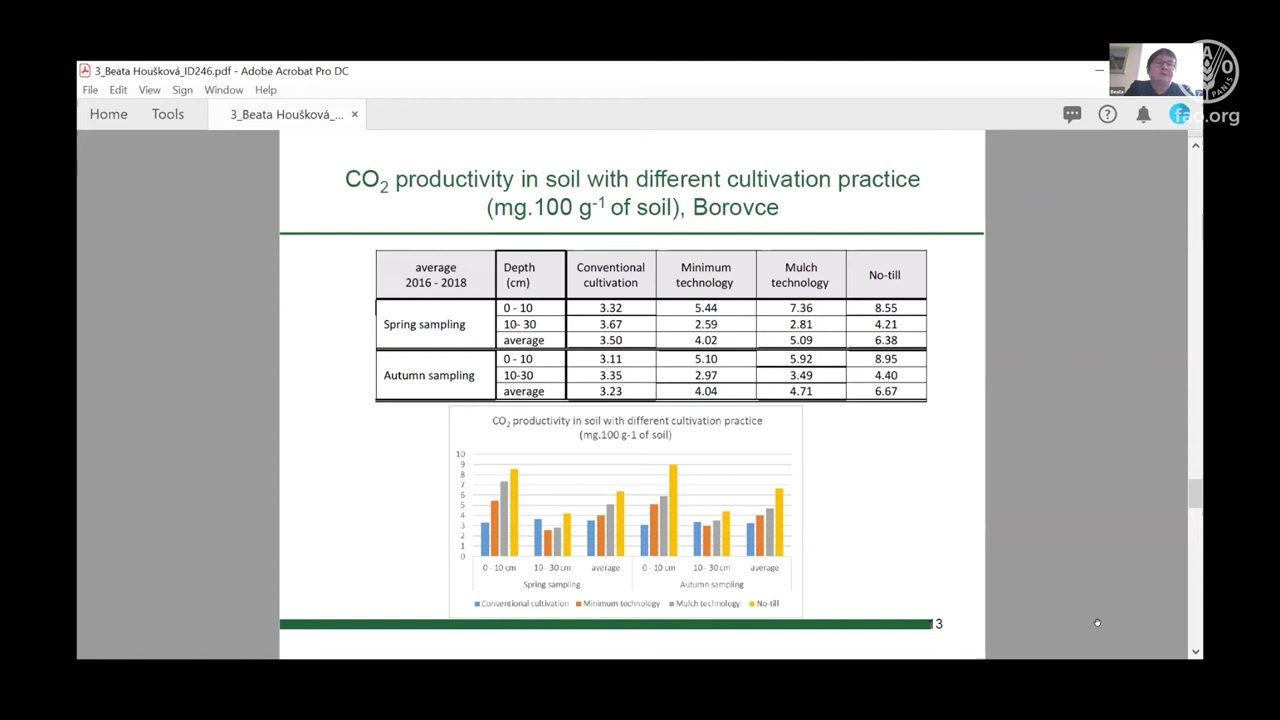 3_Beata Houšková_ID246.pdf - Adobe Acrobat Pro DC
File Edit View Sign Window Help
Home Tools 3_Beata Houšková_... ×
fao.org
PANIS
Beata
CO2 productivity in soil with different cultivation practice
(mg.100 g-1 of soil), Borovce
average 2016 - 2018 Depth (cm) Conventional cultivation Minimum technology Mulch technology No-till
Spring sampling 0 - 10 3.32 5.44 7.36 8.55
10- 30 3.67 2.59 2.81 4.21
average 3.50 4.02 5.09 6.38
Autumn sampling 0 - 10 3.11 5.10 5.92 8.95
10-30 3.35 2.97 3.49 4.40
average 3.23 4.04 4.71 6.67
CO2 productivity in soil with different cultivation practice
(mg.100 g-1 of soil)
10
9
8
7
6
5
4
3
2
1
0
0 - 10 cm 10 - 30 cm average 0 - 10 cm 10 - 30 cm average
Spring sampling Autumn sampling
Conventional cultivation Minimum technology Mulch technology No-till
13